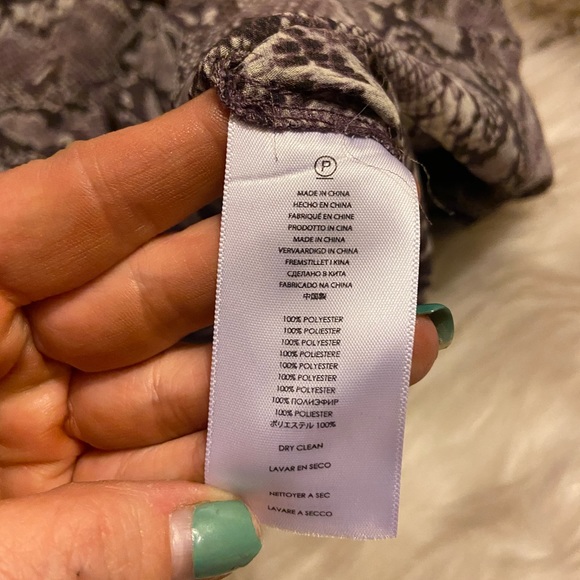 P
MADE IN CHINA
HECHO EN CHINA
FABRIQUÉ EN CHINE
PRODOTTO IN CINA
MADE IN CHINA
VERVAARDIGD IN CHINA
FREMSTILLET I KINA
СДЕЛАНО В КИТА
FABRICADO NA CHINA
中国製
100% POLYESTER
100% POLIÉSTER
100% POLYESTER
100% POLIESTERE
100% POLYESTER
100% POLYESTER
100% POLYESTER
100% ПОЛИЭФИР
100% POLIÉSTER
ポリエステル 100%
DRY CLEAN
LAVAR EN SECO
NETTOYER A SEC
LAVARE A SECCO